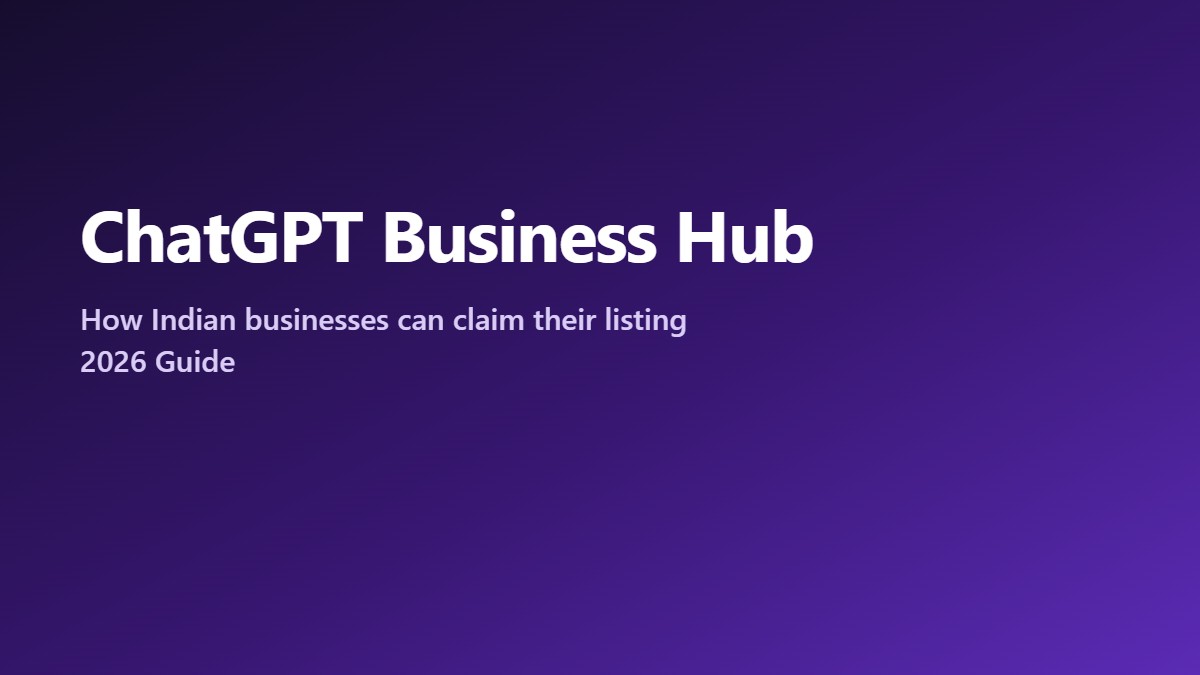 ChatGPT Business Hub
How Indian businesses can claim their listing
2026 Guide